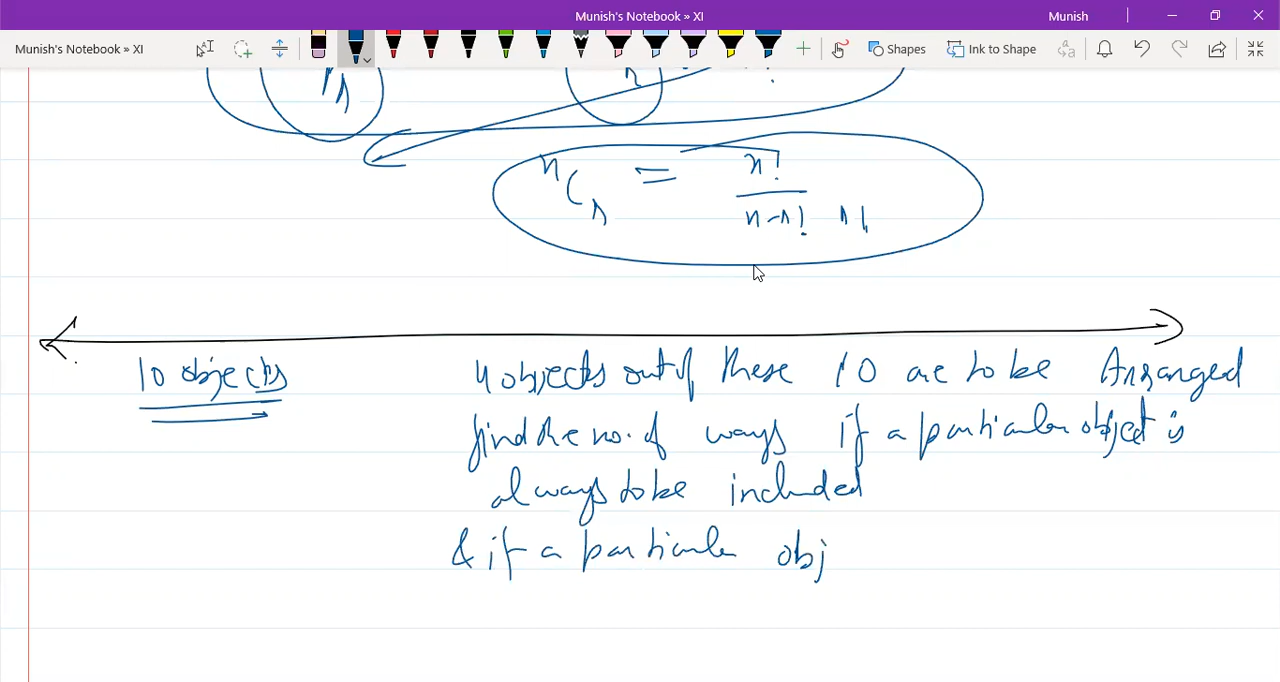 Munish's Notebook » XI
Munish
Munish's Notebook » XI
Shapes
Ink to Shape
nCr = n!
n-r! r!
10 objects
4 objects out of these 10 are to be Arranged
find the no. of ways if a particular object is
always to be included
& if a particular obj